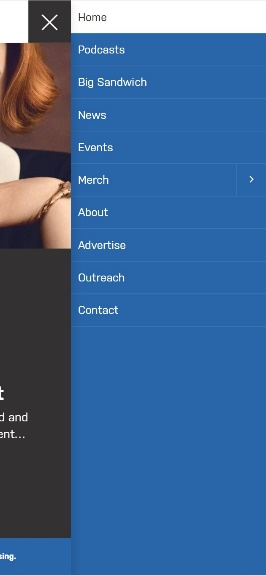 Home
Podcasts
Big Sandwich
News
Events
Merch
About
Advertise
Outreach
Contact
d and
ent...
sing.